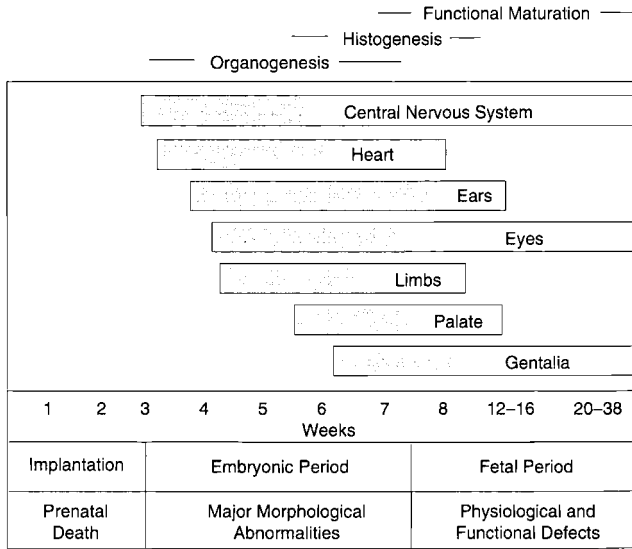 Functional Maturation
Histogenesis
Organogenesis
Central Nervous System
Heart
Ears
Eyes
Limbs
Palate
Gentalia
1 2 3 4 5 6 7 8 12–16 20–38
Weeks
Implantation Embryonic Period Fetal Period
Prenatal Major Morphological Physiological and
Death Abnormalities Functional Defects